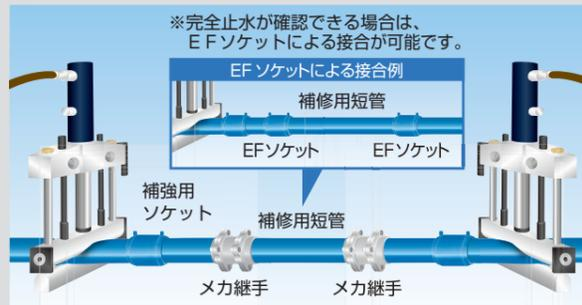 ※完全止水が確認できる場合は、
EFソケットによる接合が可能です。
EFソケットによる接合例
補修用短管
EFソケット
EFソケット
補強用
ソケット
補修用短管
メカ継手
メカ継手